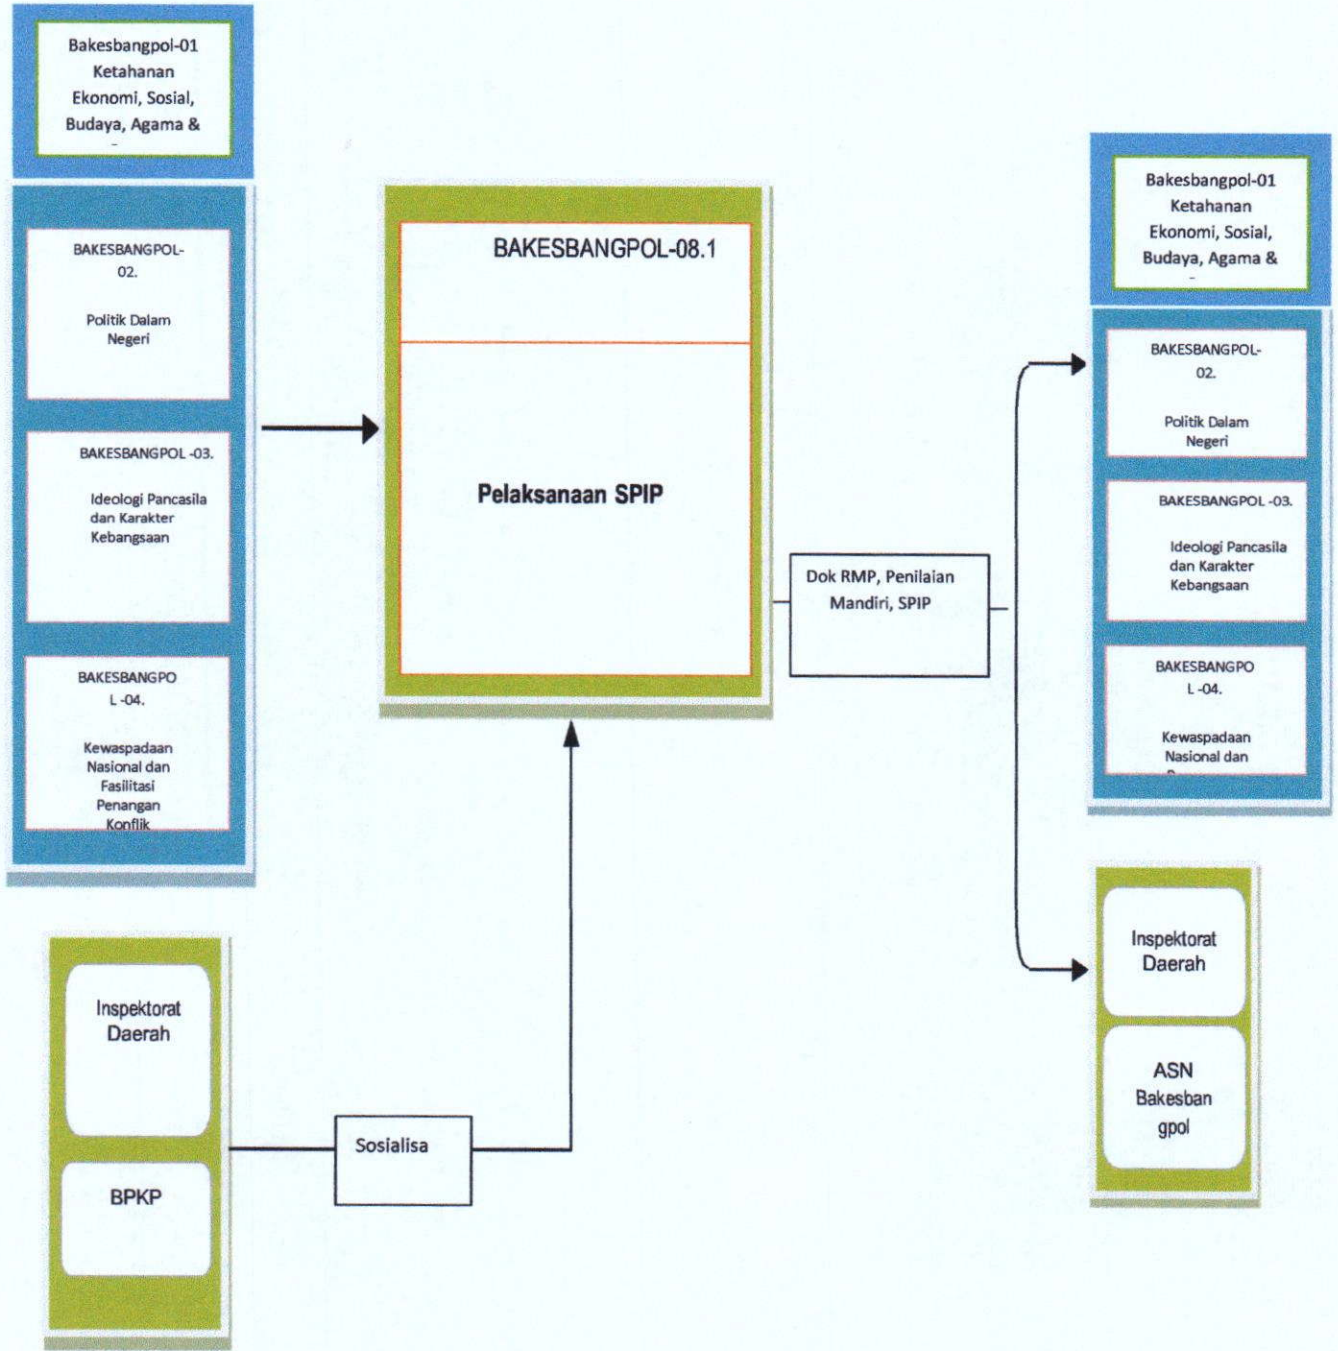 Bakesbangpol-01
Ketahanan
Ekonomi, Sosial,
Budaya, Agama &
BAKESBANGPOL-
02.
Politik Dalam
Negeri
BAKESBANGPOL -03.
Ideologi Pancasila
dan Karakter
Kebangsaan
BAKESBANGPO
L -04.
Kewaspadaan
Nasional dan
Fasilitasi
Penangan
Konflik
Inspektorat
Daerah
BPKP
Sosialisa
BAKESBANGPOL-08.1
Pelaksanaan SPIP
Dok RMP, Penilaian
Mandiri, SPIP
Bakesbangpol-01
Ketahanan
Ekonomi, Sosial,
Budaya, Agama &
BAKESBANGPOL-
02.
Politik Dalam
Negeri
BAKESBANGPOL -03.
Ideologi Pancasila
dan Karakter
Kebangsaan
BAKESBANGPO
L -04.
Kewaspadaan
Nasional dan
Inspektorat
Daerah
ASN
Bakesban
gpol